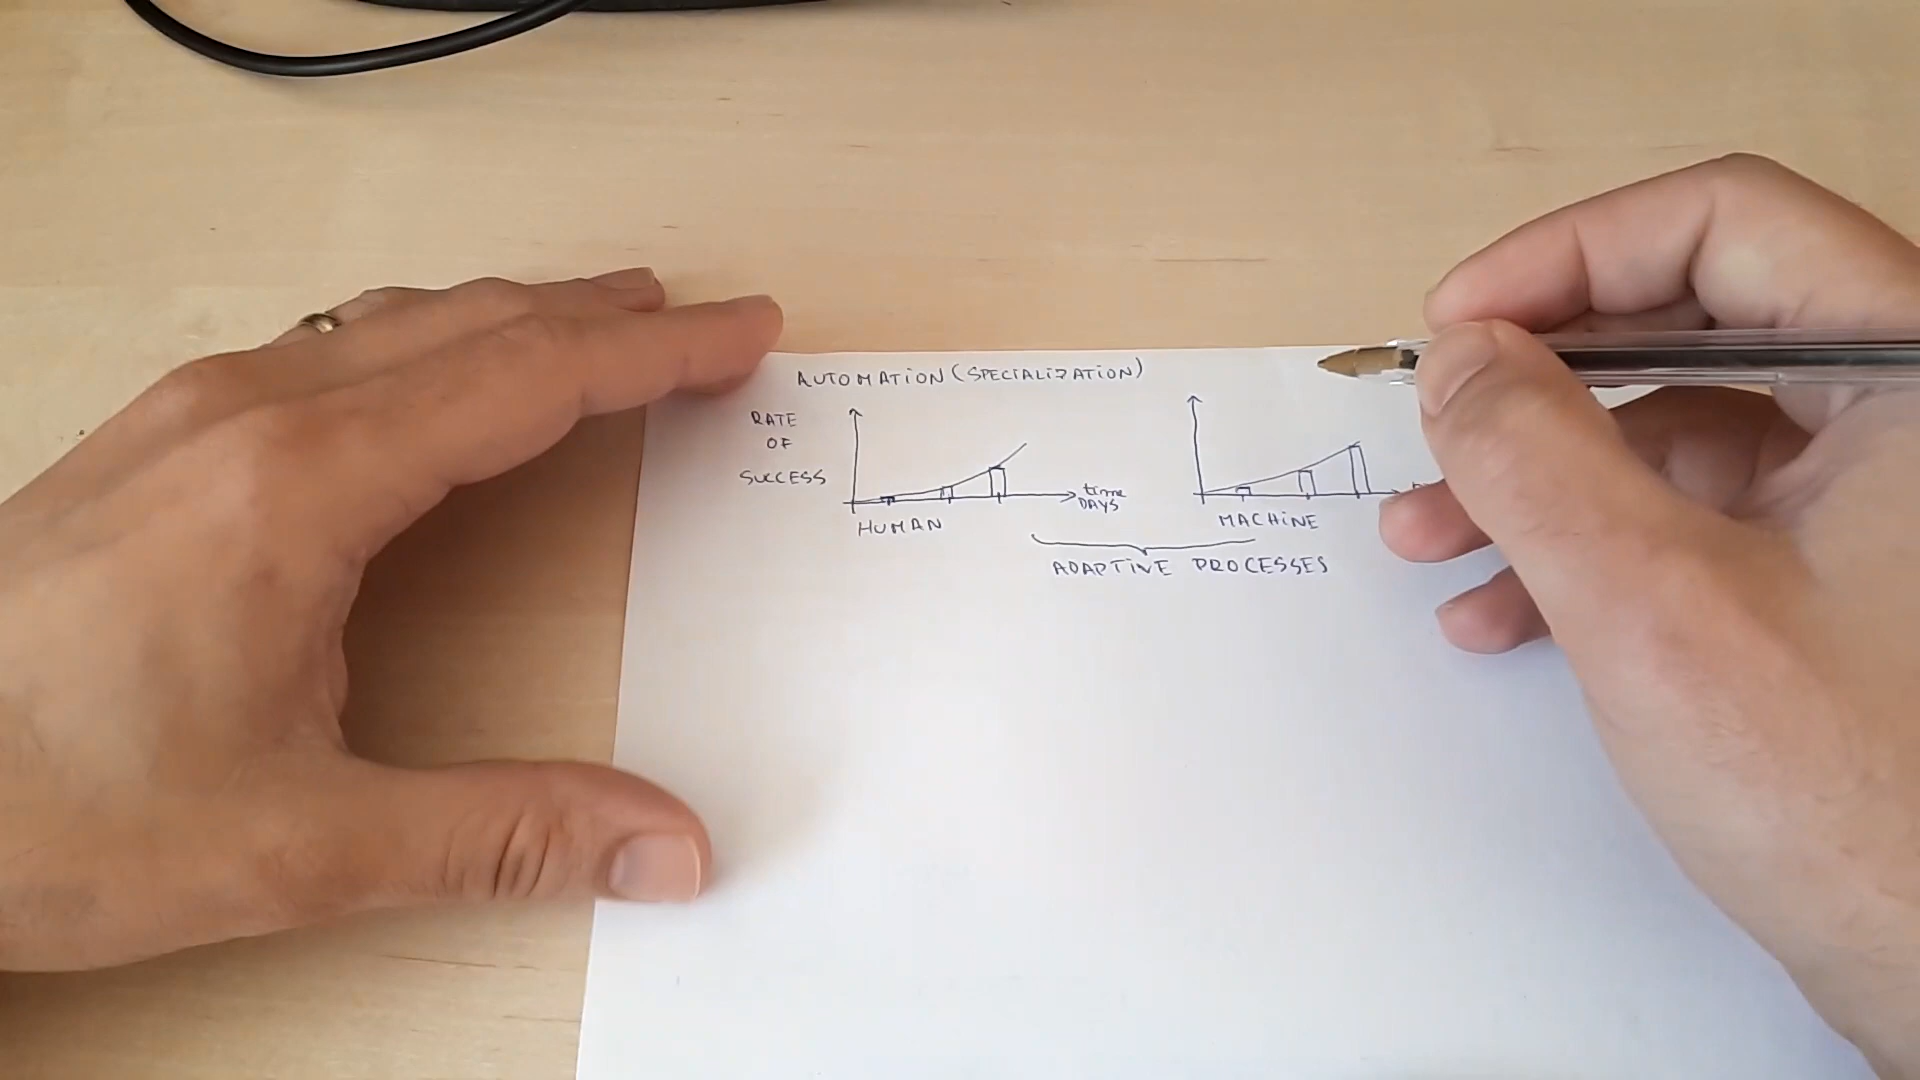 AUTOMATION (SPECIALIZATION)
RATE
OF
SUCCESS
time
DAYS
HUMAN
MACHINE
ADAPTIVE PROCESSES